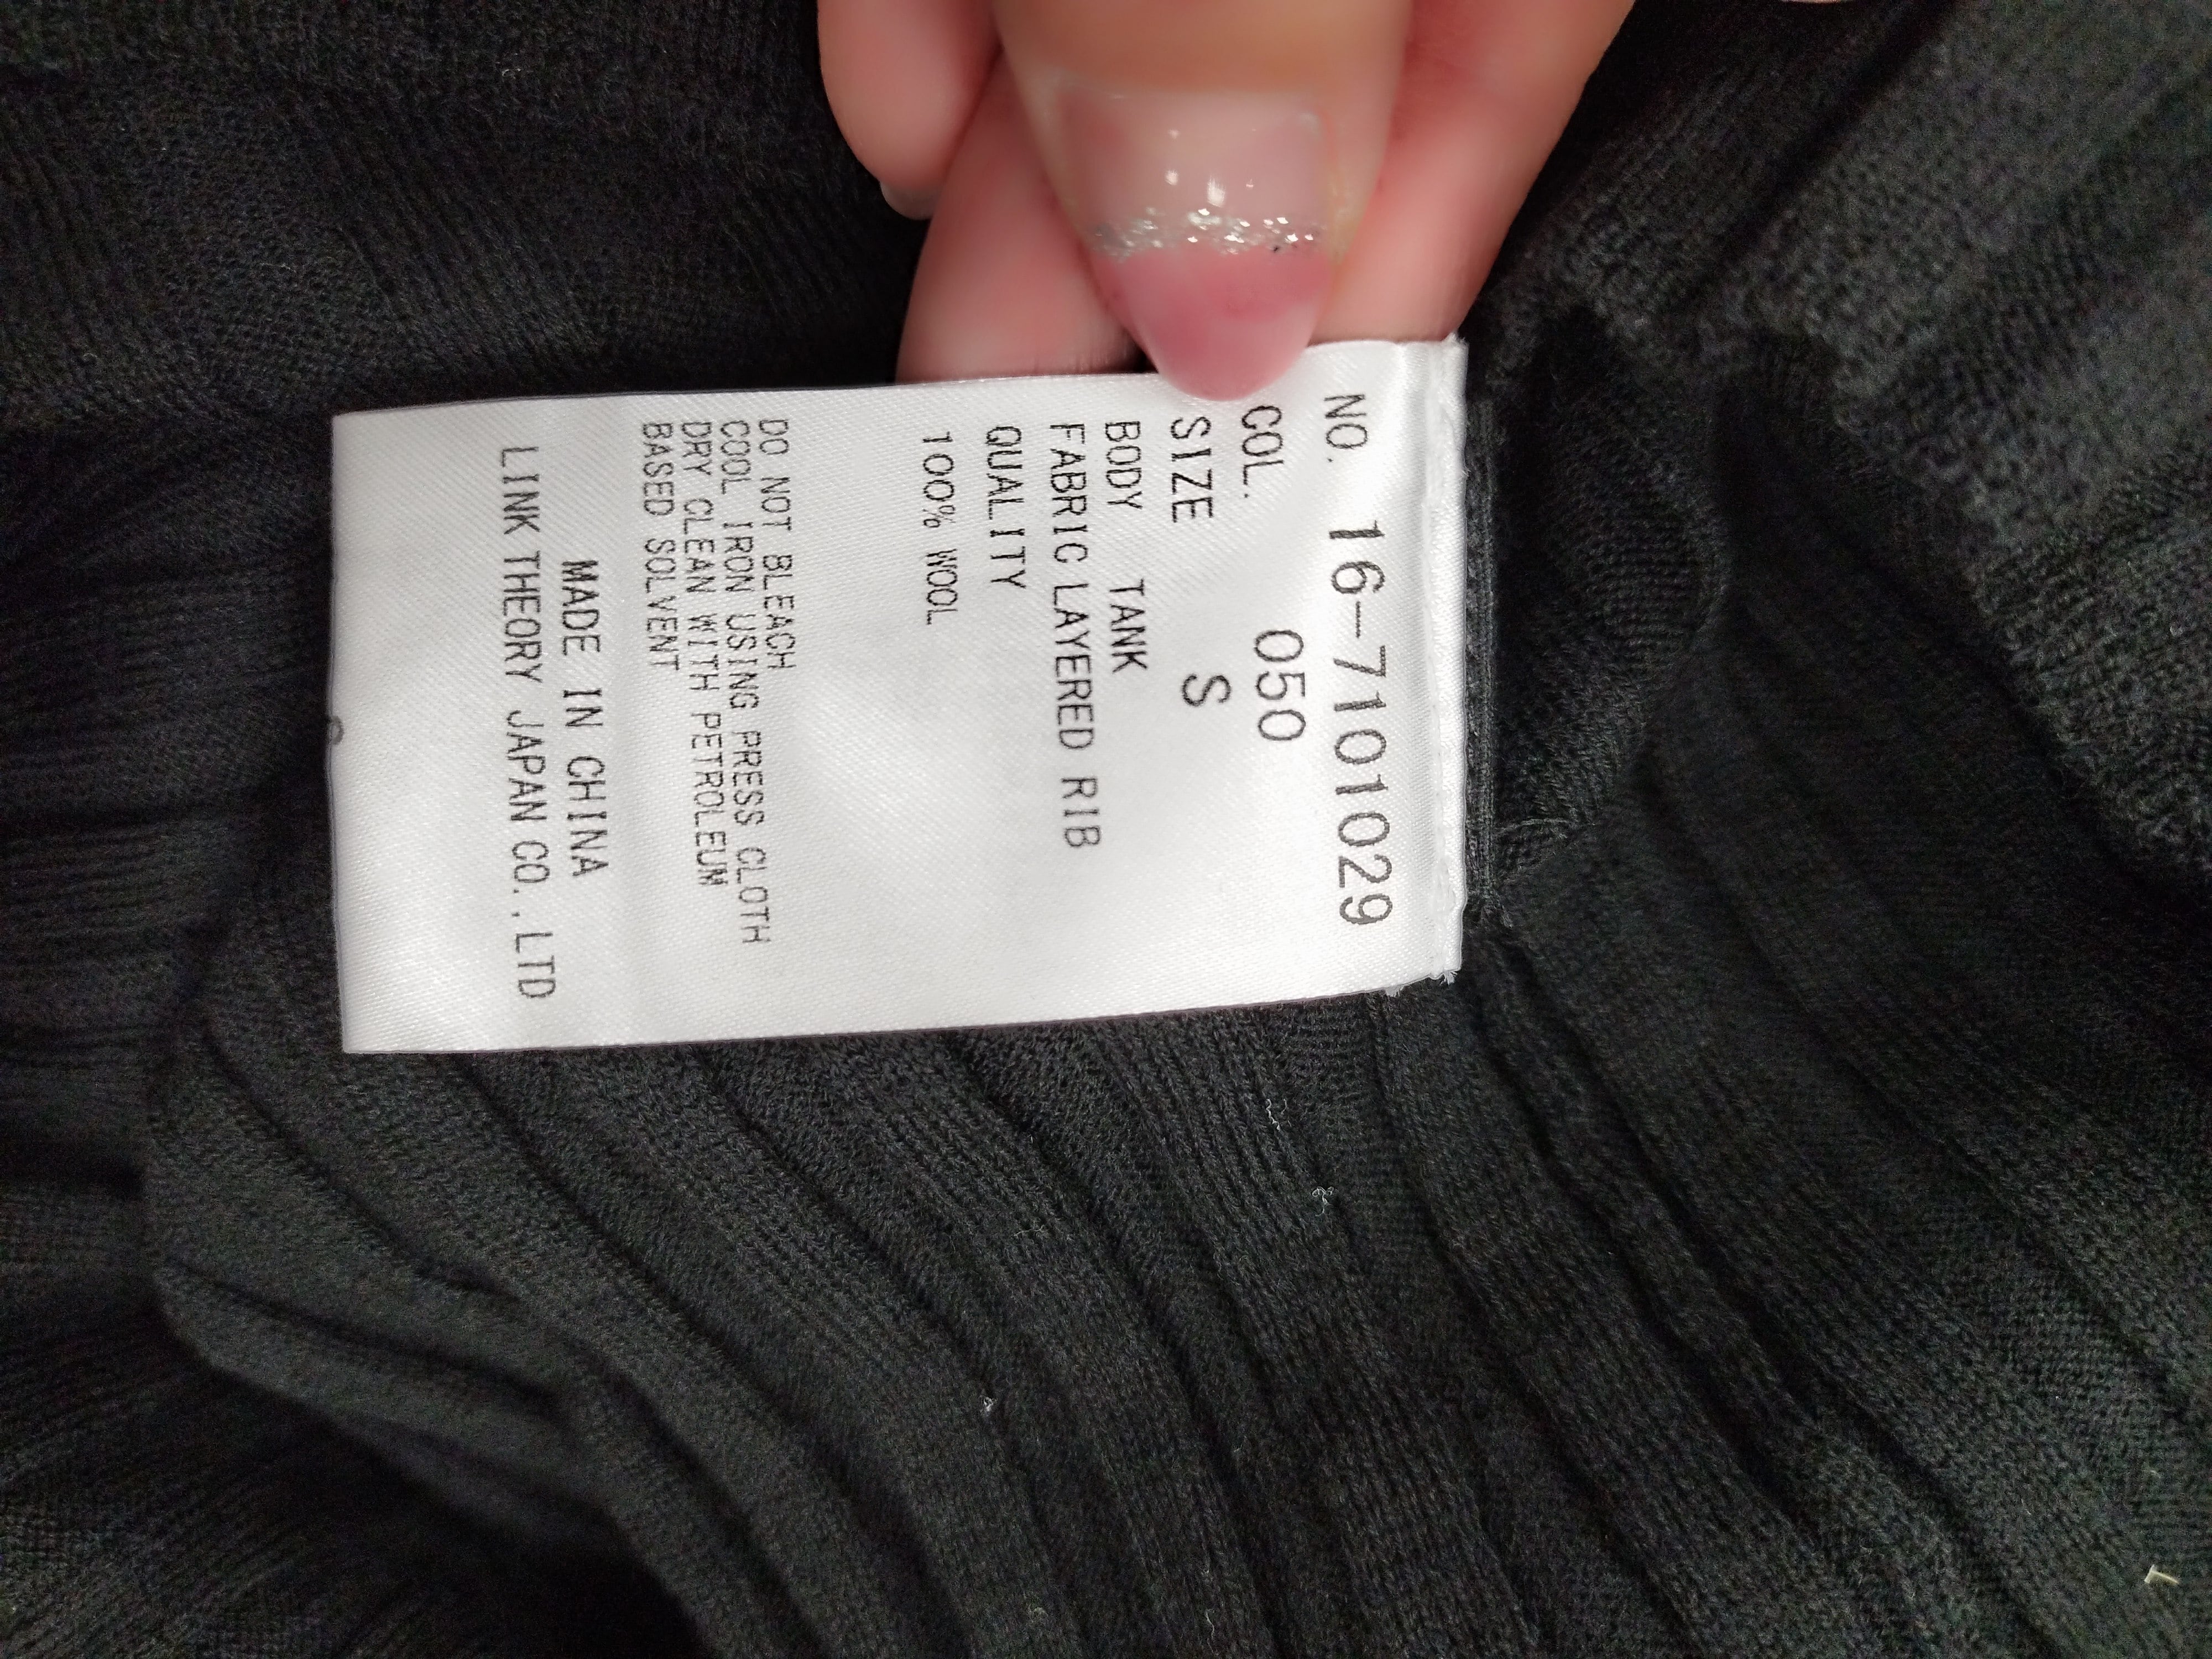 NO. 16-7101029
COL. 050
SIZE S
BODY TANK
FABRIC LAYERED RIB
QUALITY
100% WOOL
DO NOT BLEACH
COOL IRON USING PRESS CLOTH
DRY CLEAN WITH PETROLEUM
BASED SOLVENT
MADE IN CHINA
LINK THEORY JAPAN CO.,LTD